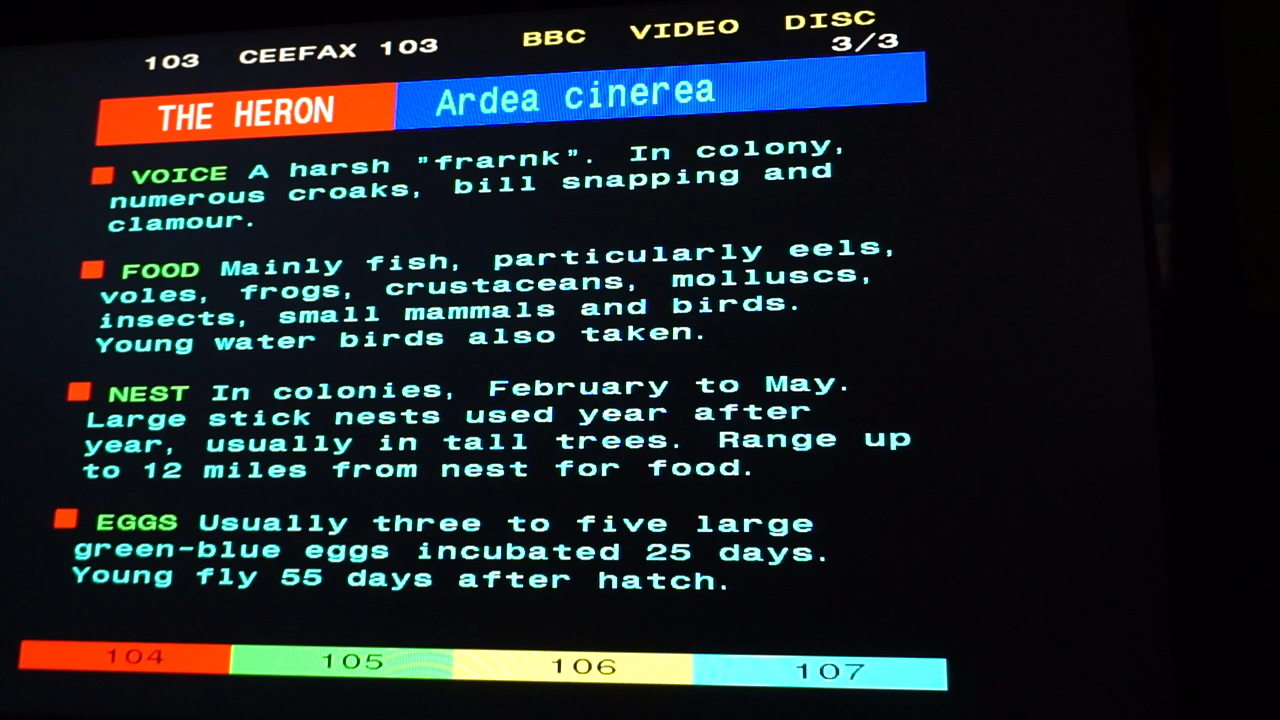 103 CEEFAX 103 BBC VIDEO DISC
3/3
THE HERON Ardea cinerea
VOICE A harsh "frarnk". In colony,
numerous croaks, bill snapping and
clamour.
FOOD Mainly fish, particularly eels,
voles, frogs, crustaceans, molluscs,
insects, small mammals and birds.
Young water birds also taken.
NEST In colonies, February to May.
Large stick nests used year after
year, usually in tall trees. Range up
to 12 miles from nest for food.
EGGS Usually three to five large
green-blue eggs incubated 25 days.
Young fly 55 days after hatch.
104 105 106 107